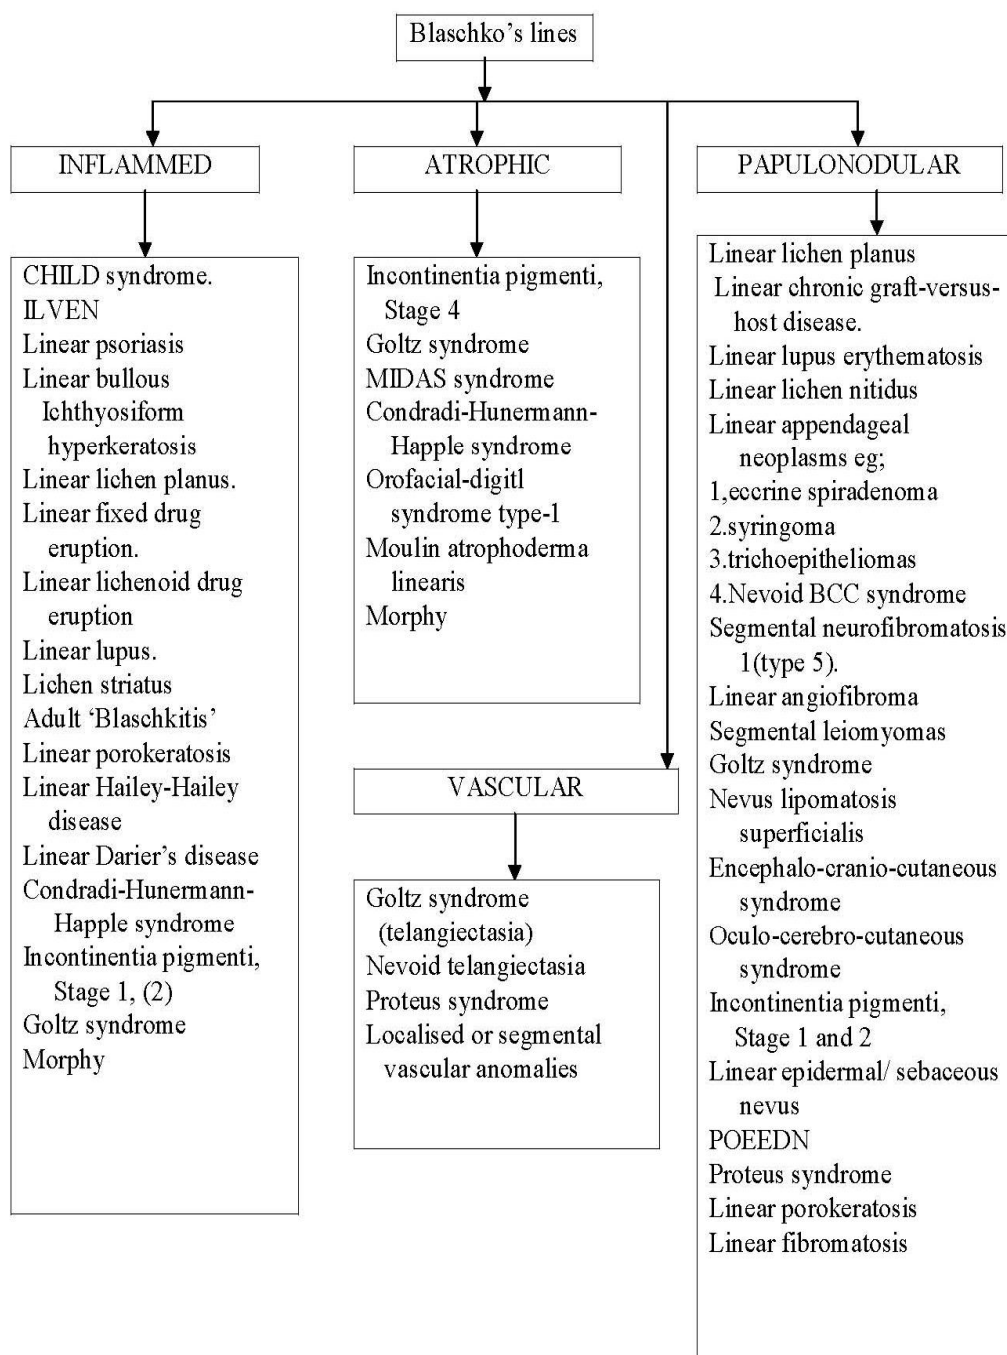 Blaschko’s lines
INFLAMMED
CHILD syndrome.
ILVEN
Linear psoriasis
Linear bullous
Ichthyosiform
hyperkeratosis
Linear lichen planus.
Linear fixed drug
eruption.
Linear lichenoid drug
eruption
Linear lupus.
Lichen striatus
Adult ‘Blaschkitis’
Linear porokeratosis
Linear Hailey-Hailey
disease
Linear Darier’s disease
Condradi-Hunermann-
Happle syndrome
Incontinentia pigmenti,
Stage 1, (2)
Goltz syndrome
Morphy
ATROPHIC
Incontinentia pigmenti,
Stage 4
Goltz syndrome
MIDAS syndrome
Condradi-Hunermann-
Happle syndrome
Orofacial-digitl
syndrome type-1
Moulin atrophoderma
linearis
Morphy
VASCULAR
Goltz syndrome
(telangiectasia)
Nevoid telangiectasia
Proteus syndrome
Localised or segmental
vascular anomalies
PAPULONODULAR
Linear lichen planus
Linear chronic graft-versus-
host disease.
Linear lupus erythematosis
Linear lichen nitidus
Linear appendageal
neoplasms eg;
1,eccrine spiradenoma
2.syringoma
3.trichoepitheliomas
4.Nevoid BCC syndrome
Segmental neurofibromatosis
1(type 5).
Linear angiofibroma
Segmental leiomyomas
Goltz syndrome
Nevus lipomatosis
superficialis
Encephalo-cranio-cutaneous
syndrome
Oculo-cerebro-cutaneous
syndrome
Incontinentia pigmenti,
Stage 1 and 2
Linear epidermal/ sebaceous
nevus
POEEDN
Proteus syndrome
Linear porokeratosis
Linear fibromatosis